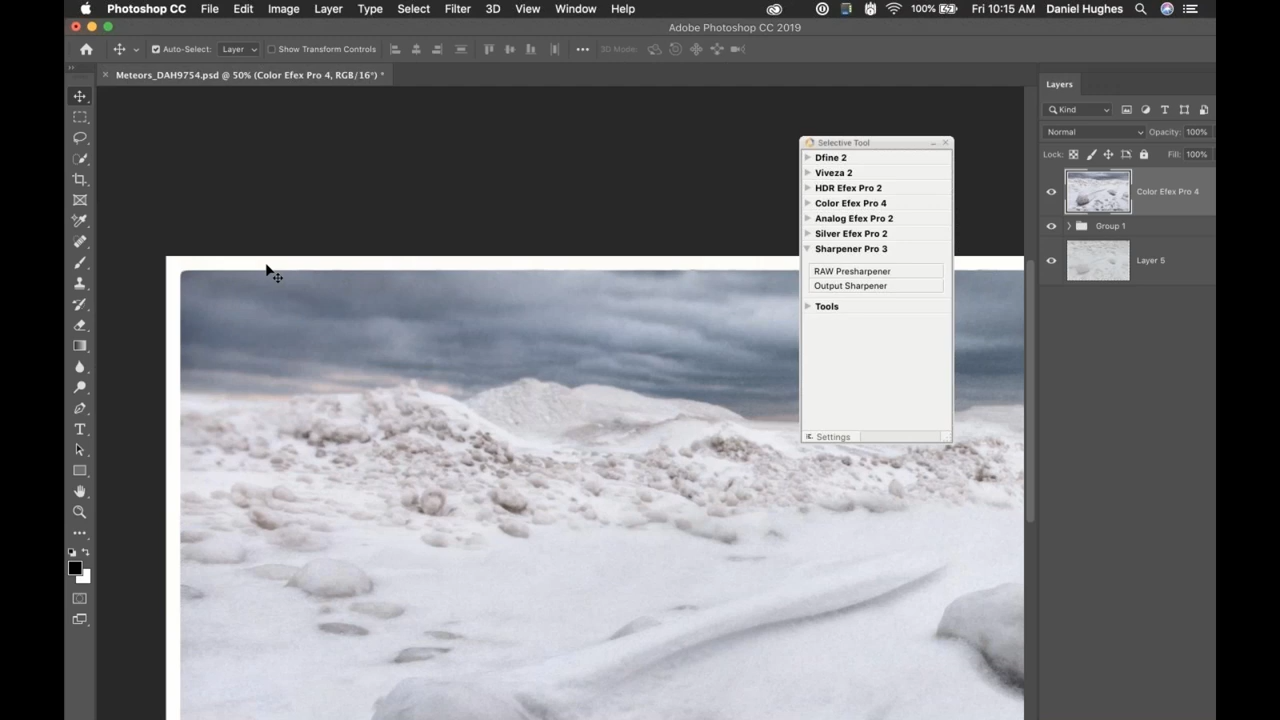 Photoshop CC File Edit Image Layer Type Select Filter 3D View Window Help 100% Fri 10:15 AM Daniel Hughes
Adobe Photoshop CC 2019
Auto-Select: Layer Show Transform Controls 3D Mode:
Meteors_DAH9754.psd @ 50% (Color Efex Pro 4, RGB/16*) *
Layers
Kind
Normal Opacity: 100%
Lock: Fill: 100%
Color Efex Pro 4
Group 1
Layer 5
Selective Tool
Dfine 2
Viveza 2
HDR Efex Pro 2
Color Efex Pro 4
Analog Efex Pro 2
Silver Efex Pro 2
Sharpener Pro 3
RAW Presharpener
Output Sharpener
Tools
Settings